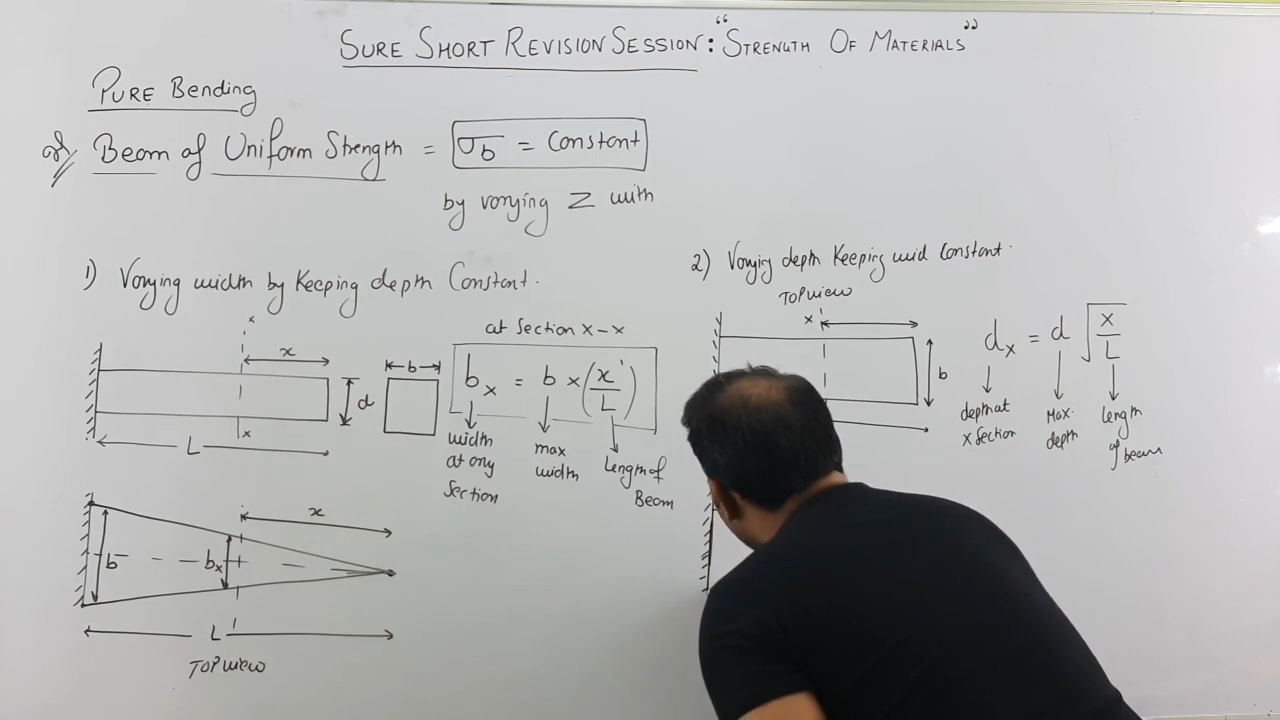 SURE SHORT REVISION SESSION: "STRENGTH OF MATERIALS"
PURE Bending
Beam of Uniform Strength = σb = Constant
by varying Z with
1) Varying width by Keeping depth Constant.
2) Varying depth Keeping wid Constant.
TOP view
x
x
b
dx = d √x/L
depth at
x section
Max.
depth
length
of beam
at section x-x
bx = b × (x/L)
width
at any
Section
max
width
Length of
Beam
x
x
x
d
b
L
x
b
bx
L
TOP view